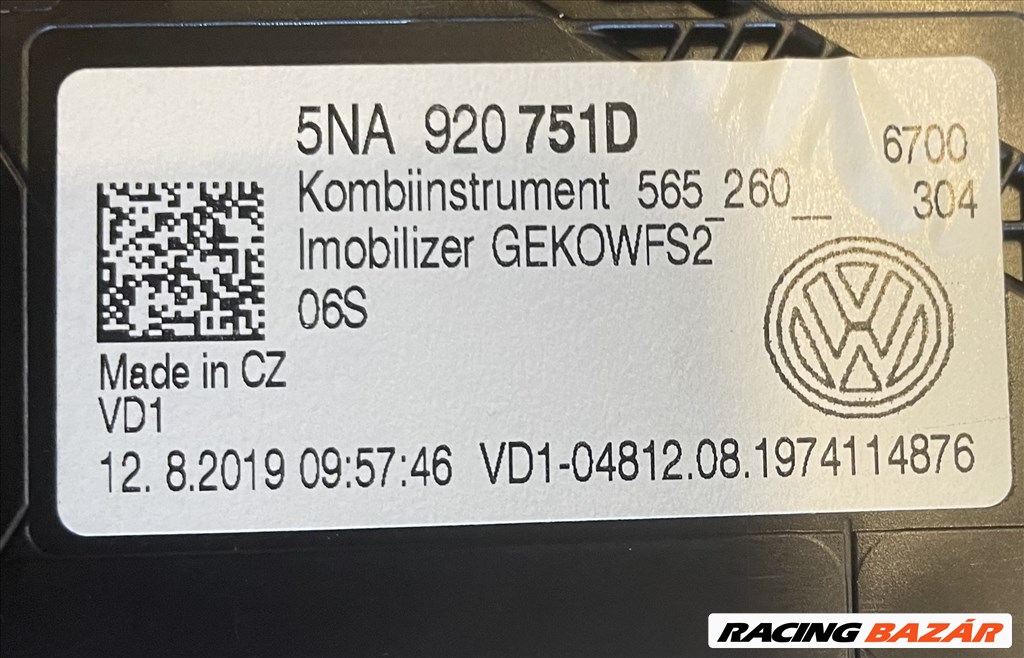 5NA 920 751D
6700
Kombiinstrument 565_260__
304
Imobilizer GEKOWFS2
06S
Made in CZ
VD1
12. 8.2019 09:57:46 VD1-04812.08.1974114876
RACING BAZÁR